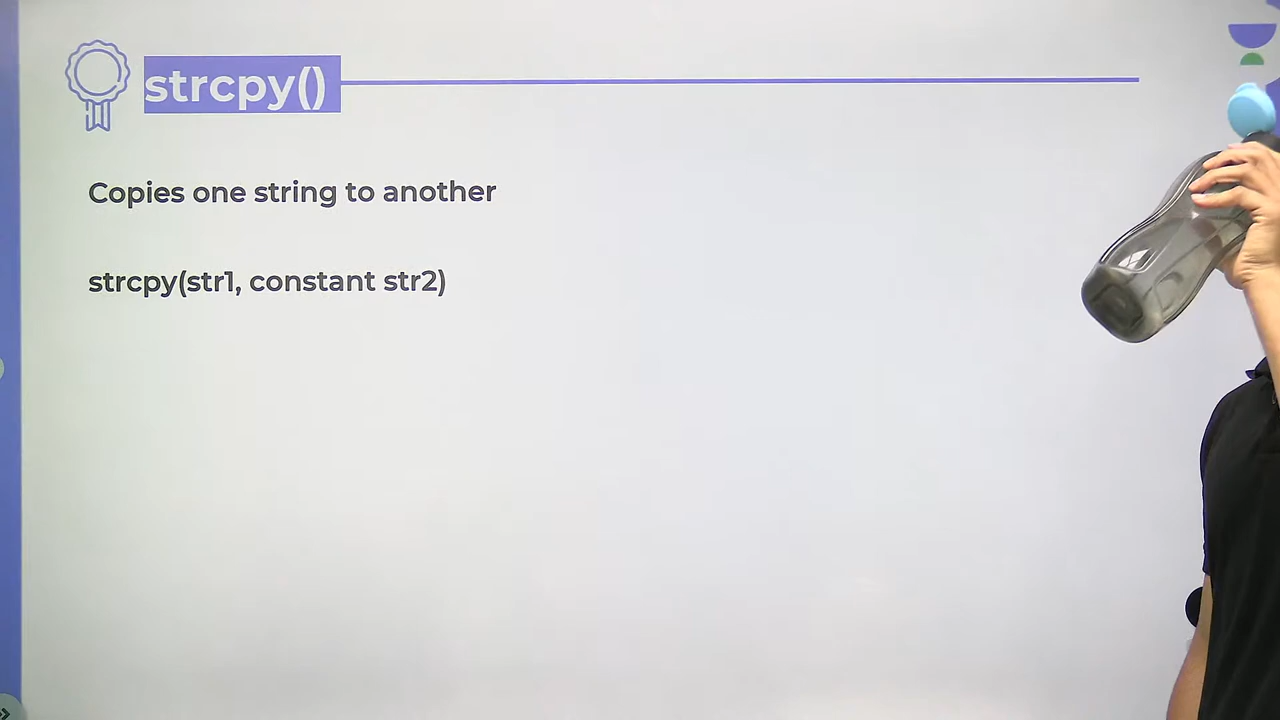 strcpy()
Copies one string to another
strcpy(str1, constant str2)